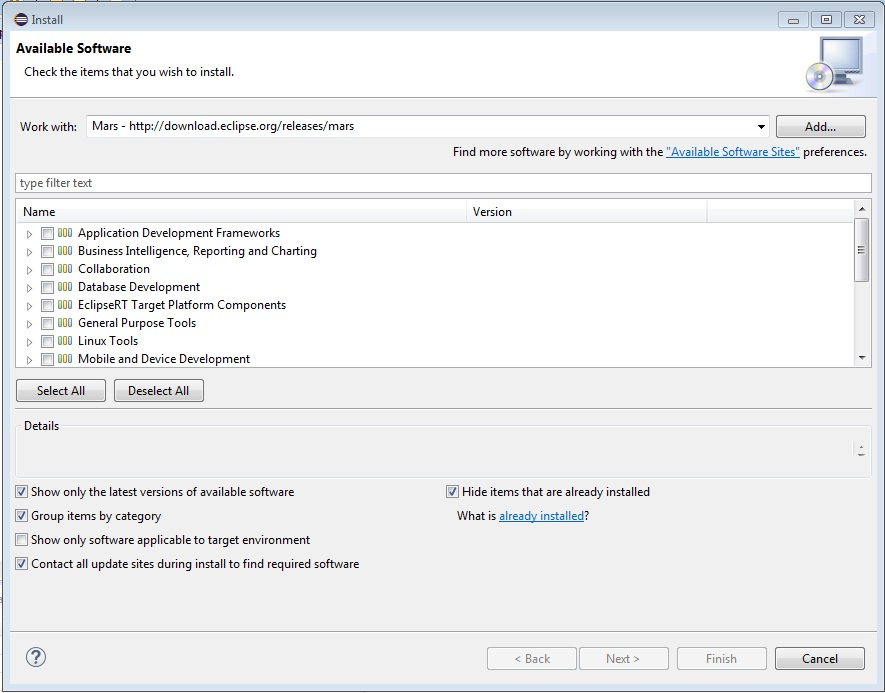 Install
Available Software
Check the items that you wish to install.
Work with: Mars - http://download.eclipse.org/releases/mars Add...
Find more software by working with the "Available Software Sites" preferences.
type filter text
Name Version
Application Development Frameworks
Business Intelligence, Reporting and Charting
Collaboration
Database Development
EclipseRT Target Platform Components
General Purpose Tools
Linux Tools
Mobile and Device Development
Select All Deselect All
Details
Show only the latest versions of available software Hide items that are already installed
Group items by category What is already installed?
Show only software applicable to target environment
Contact all update sites during install to find required software
? < Back Next > Finish Cancel